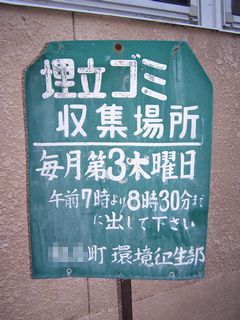 埋立ゴミ
収集場所
毎月第3木曜日
午前7時より8時30分まで
に出して下さい
町 環境衛生部